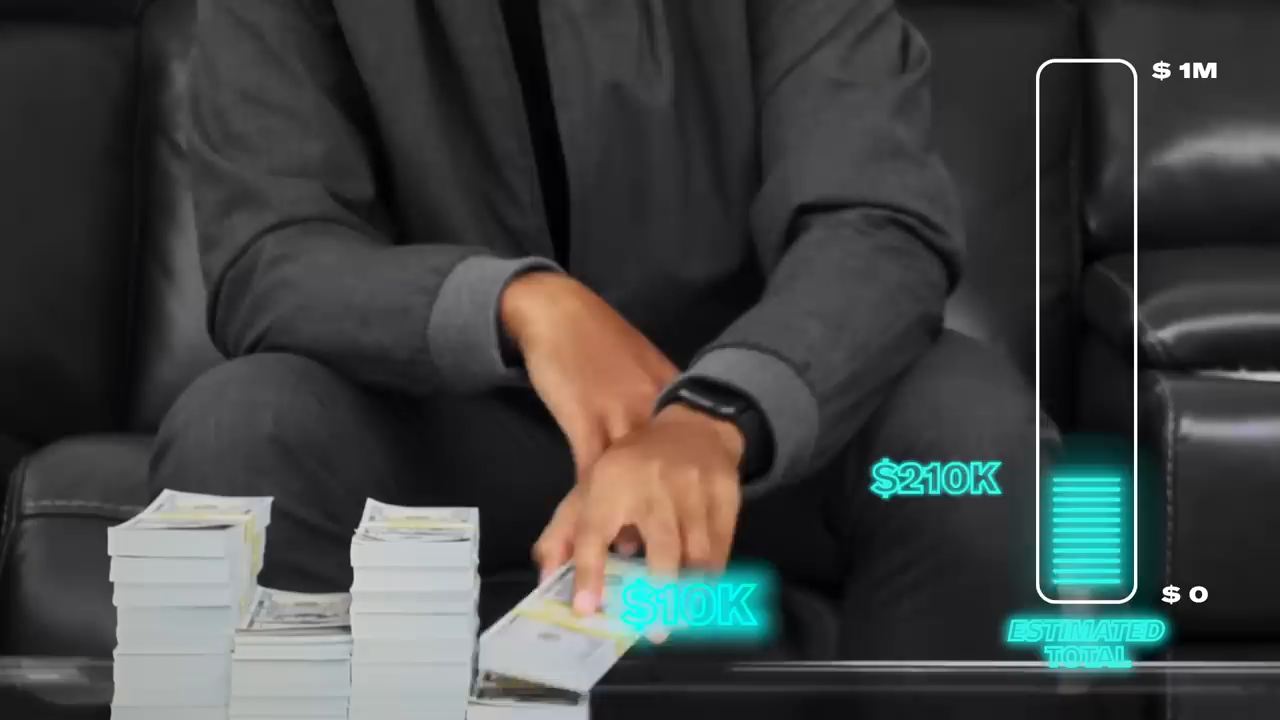 $ 1M
$210K
$10K
$ 0
ESTIMATED
TOTAL